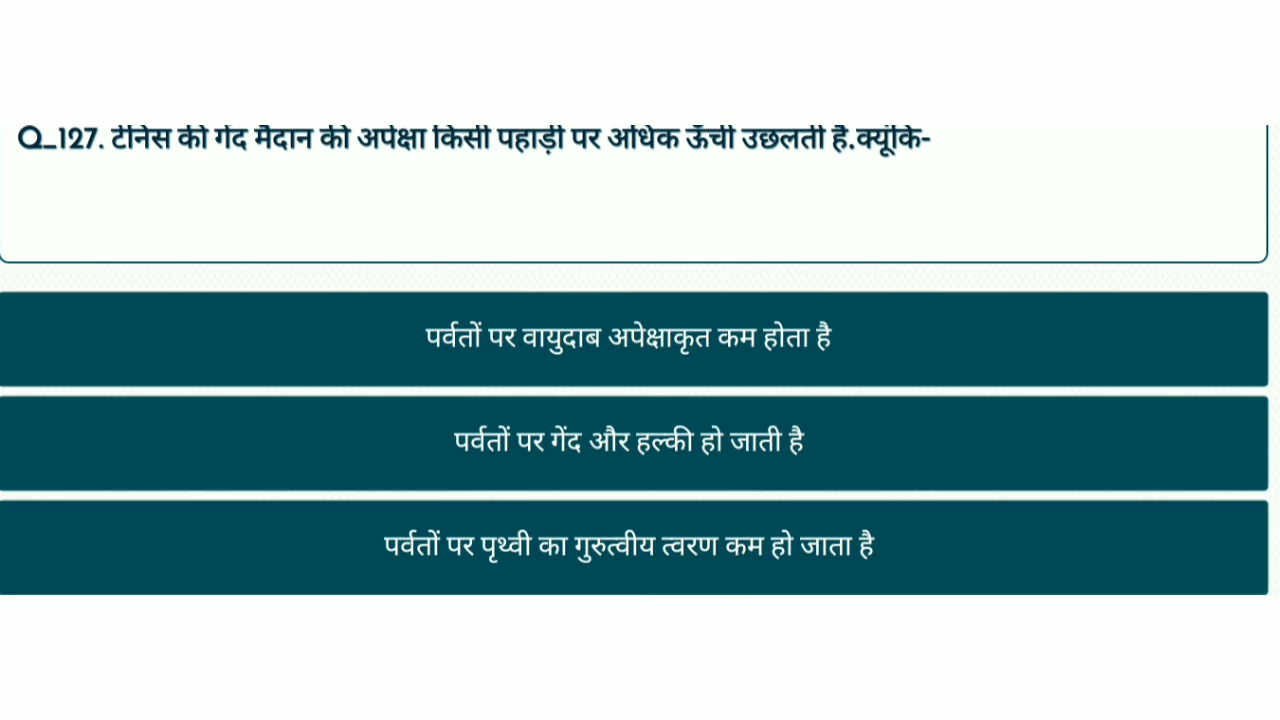 Q_127. टेनिस की गेंद मैदान की अपेक्षा किसी पहाड़ी पर अधिक ऊँची उछलती है.क्यूंकि-
पर्वतों पर वायुदाब अपेक्षाकृत कम होता है
पर्वतों पर गेंद और हल्की हो जाती है
पर्वतों पर पृथ्वी का गुरुत्वीय त्वरण कम हो जाता है